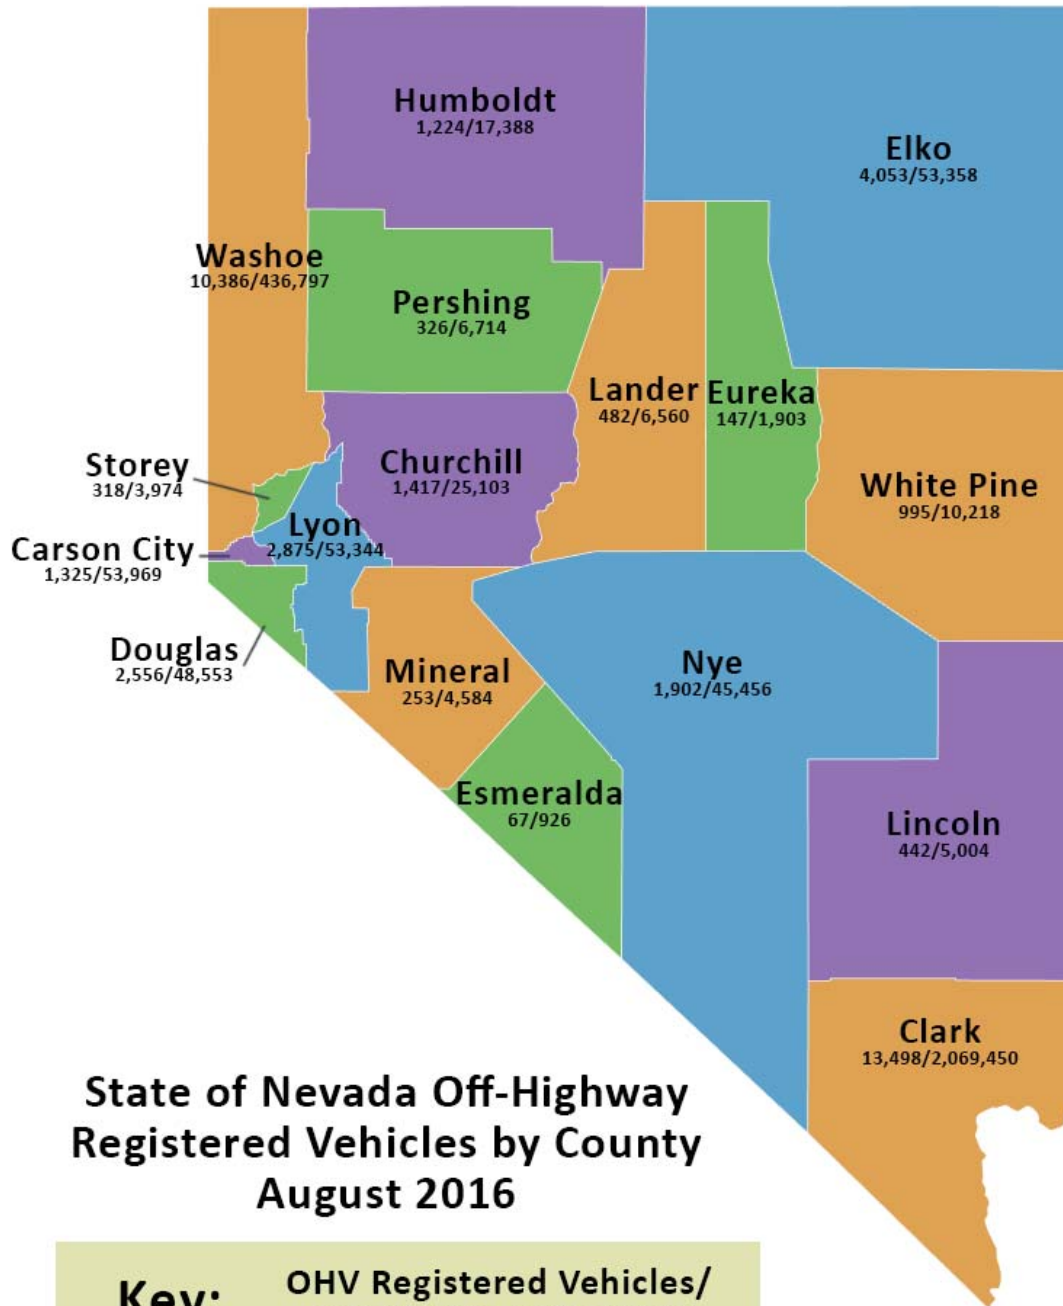 Humboldt
1,224/17,388
Elko
4,053/53,358
Washoe
10,386/436,797
Pershing
326/6,714
Lander
482/6,560
Eureka
147/1,903
Storey
318/3,974
Churchill
1,417/25,103
White Pine
995/10,218
Lyon
2,875/53,344
Carson City
1,325/53,969
Douglas
2,556/48,553
Mineral
253/4,584
Nye
1,902/45,456
Esmeralda
67/926
Lincoln
442/5,004
Clark
13,498/2,069,450
State of Nevada Off-Highway
Registered Vehicles by County
August 2016
Key:
OHV Registered Vehicles/